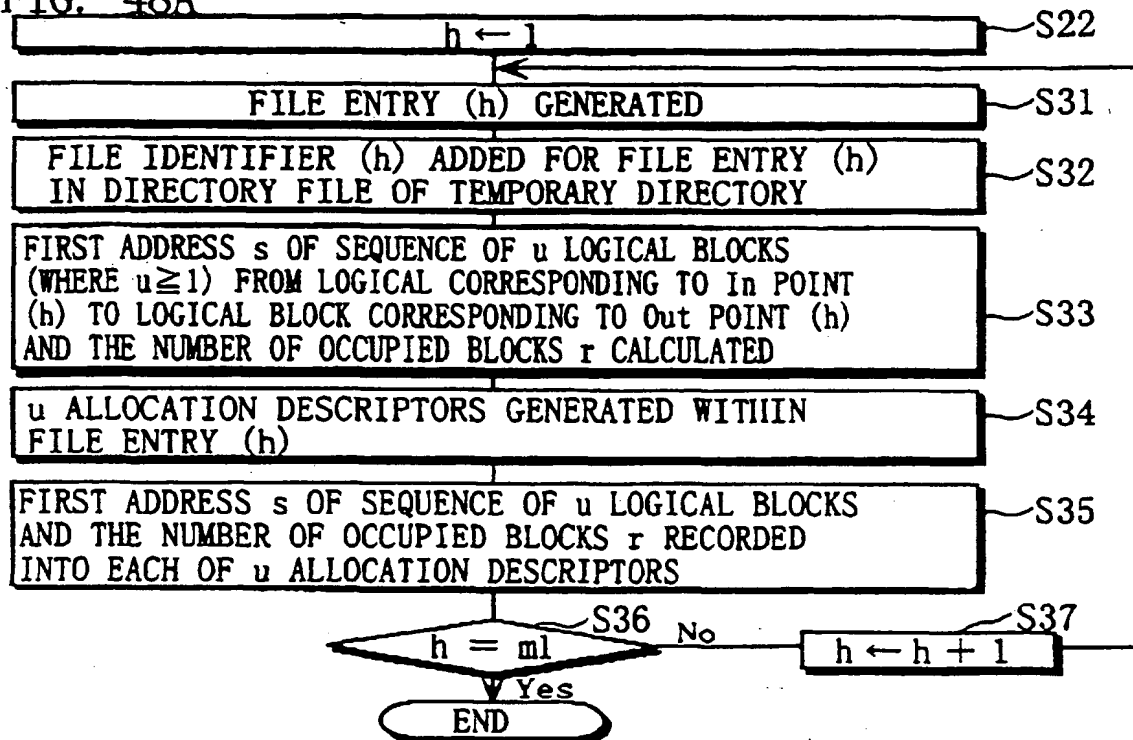 FIG. 48A
h ← 1
S22
FILE ENTRY (h) GENERATED
S31
FILE IDENTIFIER (h) ADDED FOR FILE ENTRY (h)
IN DIRECTORY FILE OF TEMPORARY DIRECTORY
S32
FIRST ADDRESS s OF SEQUENCE OF u LOGICAL BLOCKS
(WHERE u≧1) FROM LOGICAL CORRESPONDING TO In POINT
(h) TO LOGICAL BLOCK CORRESPONDING TO Out POINT (h)
AND THE NUMBER OF OCCUPIED BLOCKS r CALCULATED
S33
u ALLOCATION DESCRIPTORS GENERATED WITHIN
FILE ENTRY (h)
S34
FIRST ADDRESS s OF SEQUENCE OF u LOGICAL BLOCKS
AND THE NUMBER OF OCCUPIED BLOCKS r RECORDED
INTO EACH OF u ALLOCATION DESCRIPTORS
S35
S36
h = ml
No
S37
h ← h + 1
Yes
END